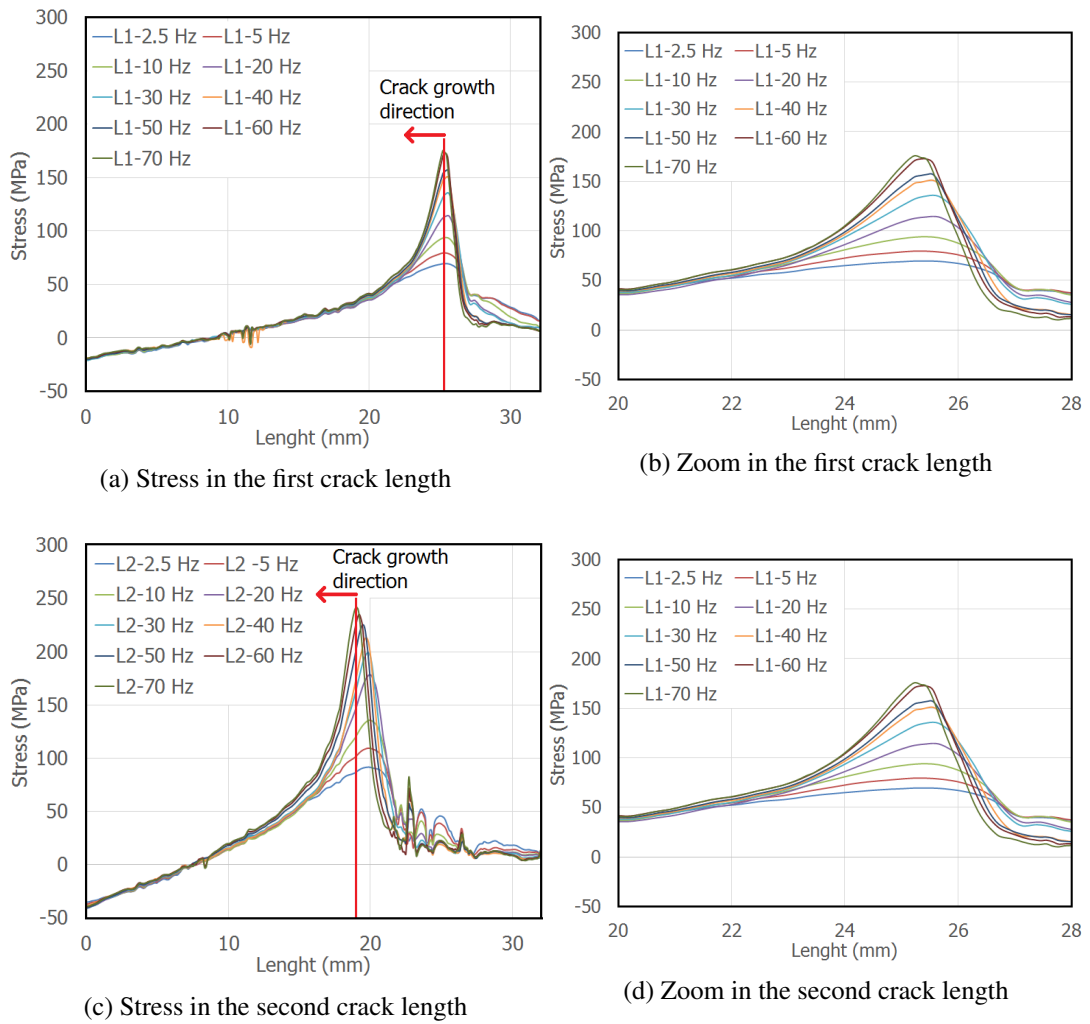 300
250
200
150
100
50
0
-50
Stress (MPa)
L1-2.5 Hz L1-5 Hz
L1-10 Hz L1-20 Hz
L1-30 Hz L1-40 Hz
L1-50 Hz L1-60 Hz
L1-70 Hz
Crack growth
direction
0 10 20 30
Lenght (mm)
(a) Stress in the first crack length
300
250
200
150
100
50
0
-50
Stress (MPa)
L1-2.5 Hz L1-5 Hz
L1-10 Hz L1-20 Hz
L1-30 Hz L1-40 Hz
L1-50 Hz L1-60 Hz
L1-70 Hz
20 22 24 26 28
Lenght (mm)
(b) Zoom in the first crack length
300
250
200
150
100
50
0
-50
Stress (MPa)
L2-2.5 Hz L2 -5 Hz
L2-10 Hz L2-20 Hz
L2-30 Hz L2-40 Hz
L2-50 Hz L2-60 Hz
L2-70 Hz
Crack growth
direction
0 10 20 30
Lenght (mm)
(c) Stress in the second crack length
300
250
200
150
100
50
0
-50
Stress (MPa)
L1-2.5 Hz L1-5 Hz
L1-10 Hz L1-20 Hz
L1-30 Hz L1-40 Hz
L1-50 Hz L1-60 Hz
L1-70 Hz
20 22 24 26 28
Lenght (mm)
(d) Zoom in the second crack length